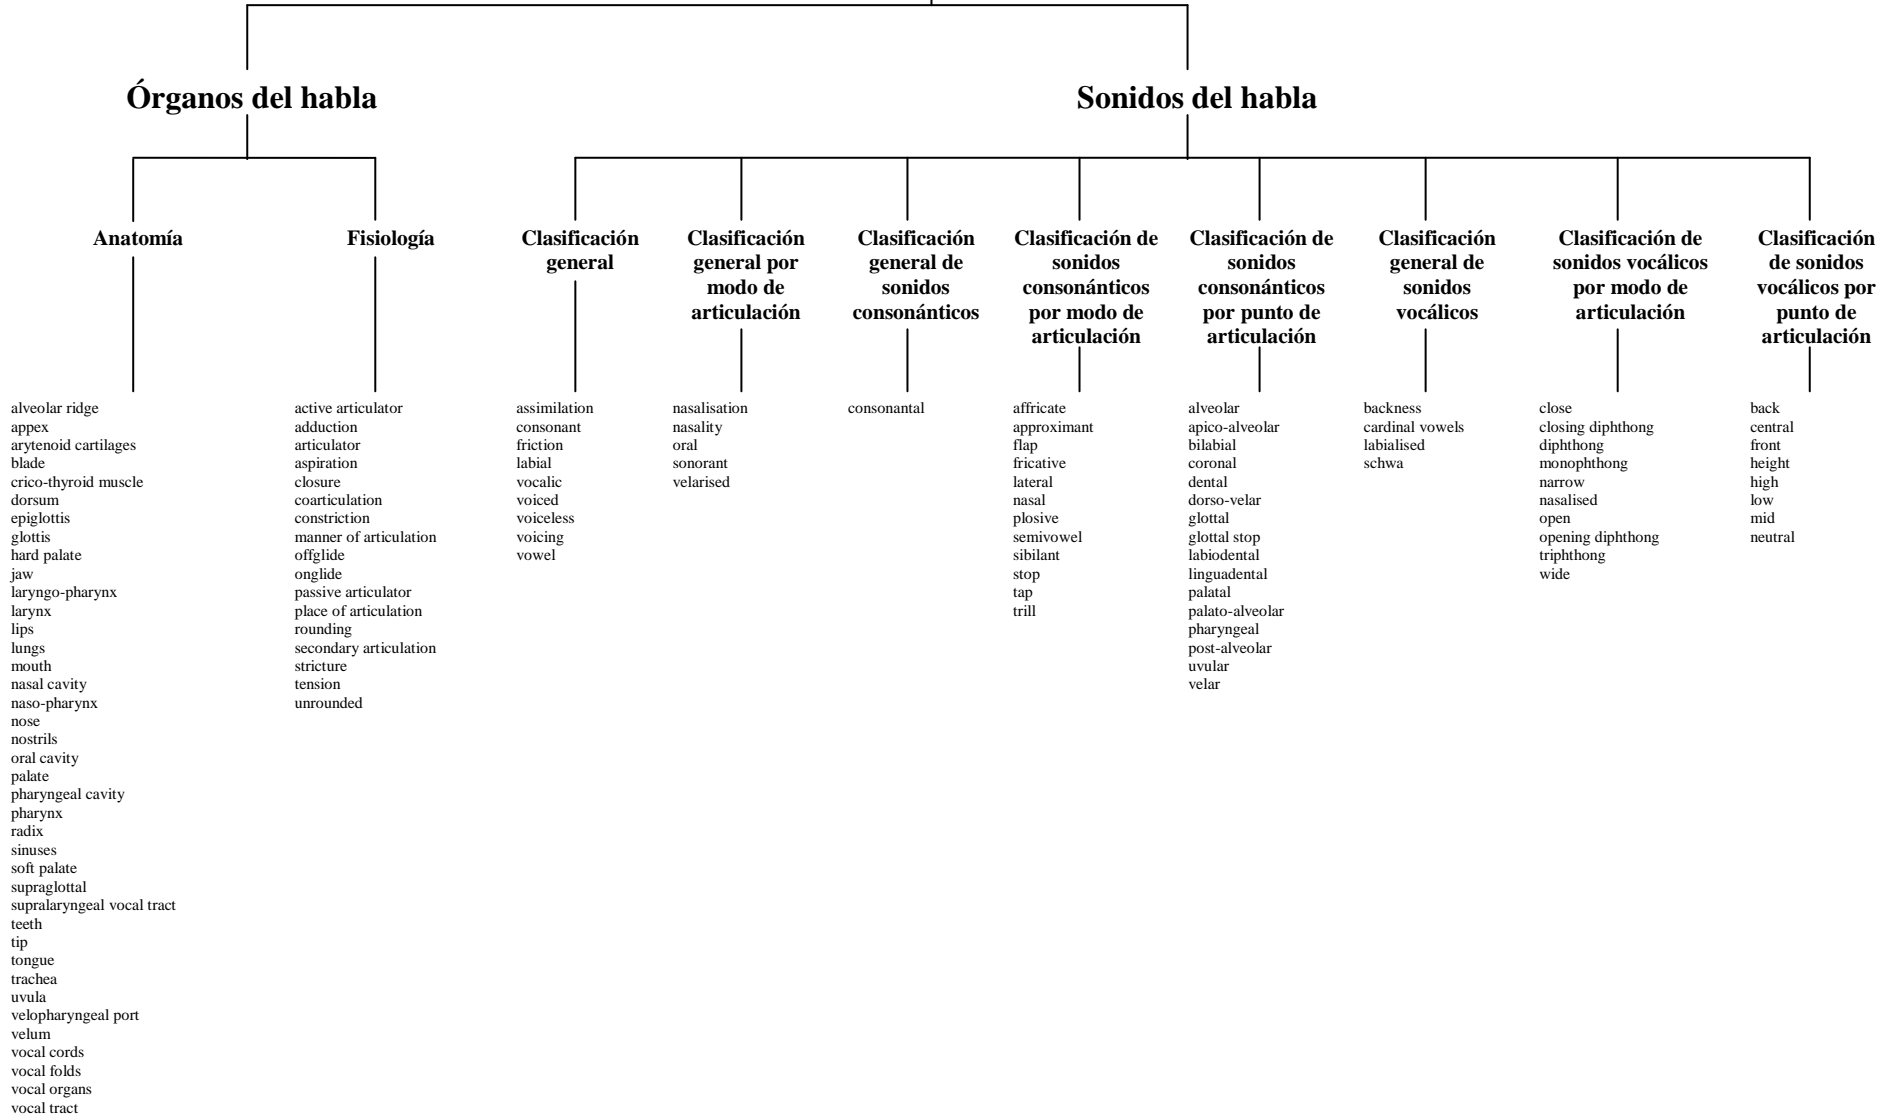 Órganos del habla
Sonidos del habla
Anatomía
Fisiología
Clasificación
general
Clasificación
general por
modo de
articulación
Clasificación
general de
sonidos
consonánticos
Clasificación de
sonidos
consonánticos
por modo de
articulación
Clasificación de
sonidos
consonánticos
por punto de
articulación
Clasificación
general de
sonidos
vocálicos
Clasificación de
sonidos vocálicos
por modo de
articulación
Clasificación
de sonidos
vocálicos por
punto de
articulación
alveolar ridge
appex
arytenoid cartilages
blade
crico-thyroid muscle
dorsum
epiglottis
glottis
hard palate
jaw
laryngo-pharynx
larynx
lips
lungs
mouth
nasal cavity
naso-pharynx
nose
nostrils
oral cavity
palate
pharyngeal cavity
pharynx
radix
sinuses
soft palate
supraglottal
supralaryngeal vocal tract
teeth
tip
tongue
trachea
uvula
velopharyngeal port
velum
vocal cords
vocal folds
vocal organs
vocal tract
active articulator
adduction
articulator
aspiration
closure
coarticulation
constriction
manner of articulation
offglide
onglide
passive articulator
place of articulation
rounding
secondary articulation
stricture
tension
unrounded
assimilation
consonant
friction
labial
vocalic
voiced
voiceless
voicing
vowel
nasalisation
nasality
oral
sonorant
velarised
consonantal
affricate
approximant
flap
fricative
lateral
nasal
plosive
semivowel
sibilant
stop
tap
trill
alveolar
apico-alveolar
bilabial
coronal
dental
dorso-velar
glottal
glottal stop
labiodental
linguadental
palatal
palato-alveolar
pharyngeal
post-alveolar
uvular
velar
backness
cardinal vowels
labialised
schwa
close
closing diphthong
diphthong
monophthong
narrow
nasalised
open
opening diphthong
triphthong
wide
back
central
front
height
high
low
mid
neutral